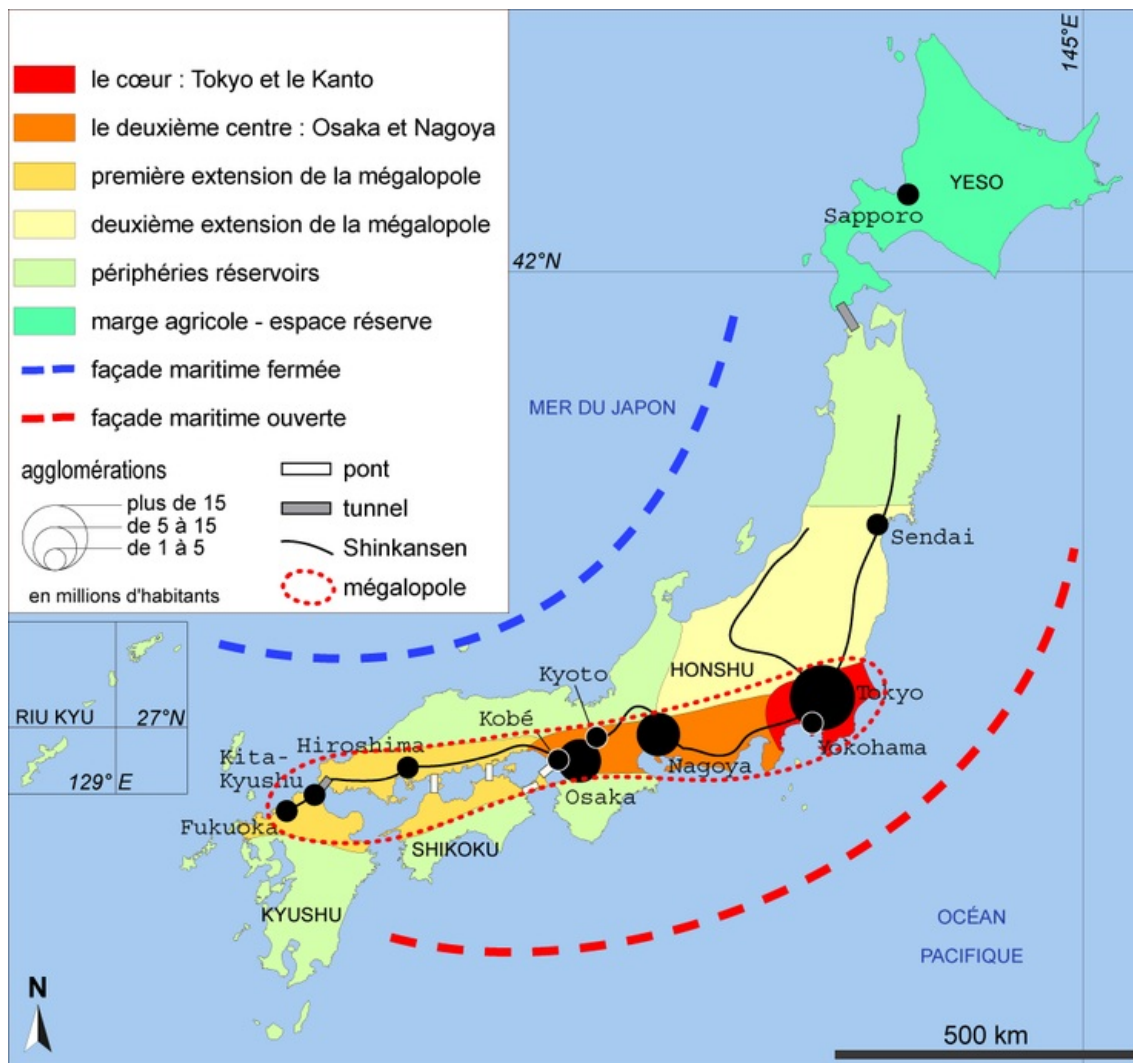 le cœur : Tokyo et le Kanto
le deuxième centre : Osaka et Nagoya
première extension de la mégalopole
deuxième extension de la mégalopole
périphéries réservoirs
marge agricole - espace réserve
façade maritime fermée
façade maritime ouverte
agglomérations
plus de 15
de 5 à 15
de 1 à 5
en millions d'habitants
pont
tunnel
Shinkansen
mégalopole
145°E
YESO
Sapporo
42°N
MER DU JAPON
Sendai
HONSHU
Kyoto
Tokyo
RIU KYU
27°N
129° E
Kobé
Hiroshima
Kita-
Kyushu
Yokohama
Nagoya
Osaka
Fukuoka
SHIKOKU
KYUSHU
OCÉAN
PACIFIQUE
N
500 km